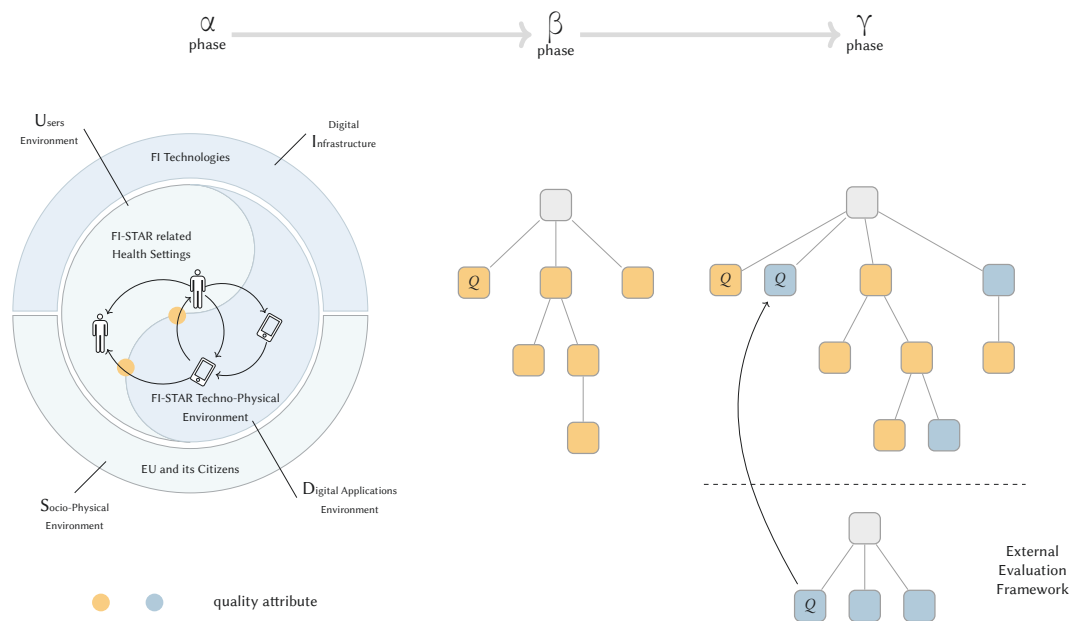 α
phase
β
phase
γ
phase
Users
Environment
Digital
Infrastructure
FI Technologies
FI-STAR related
Health Settings
FI-STAR Techno-Physical
Environment
EU and its Citizens
Socio-Physical
Environment
Digital Applications
Environment
Q
Q
Q
Q
External
Evaluation
Framework
quality attribute